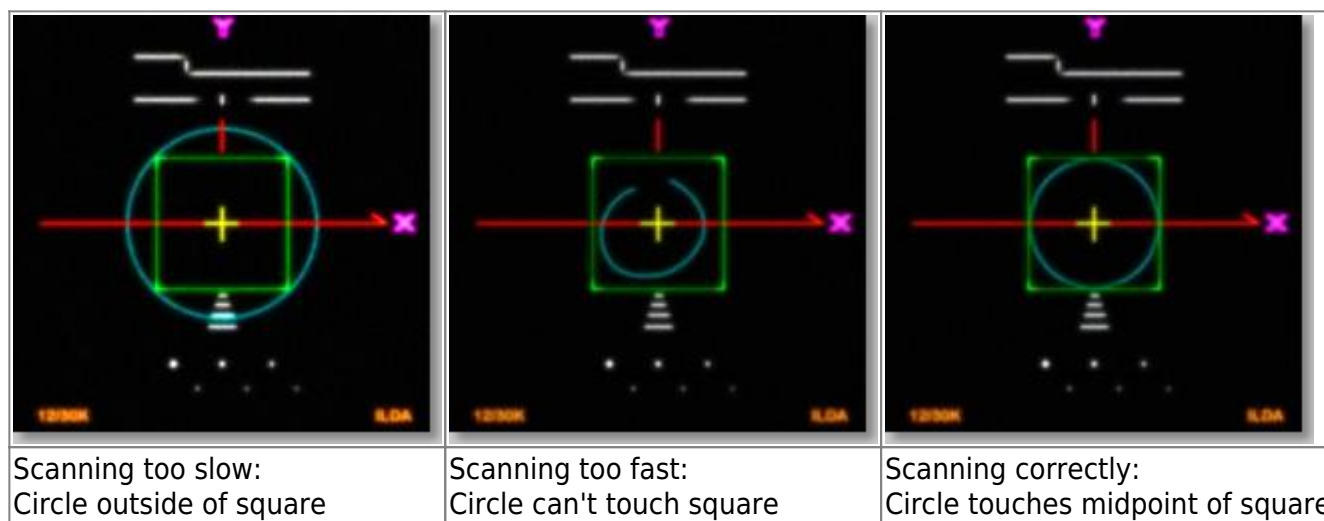 Y
X
12/30K
ILDA
Y
X
12/30K
ILDA
Y
X
12/30K
ILDA
Scanning too slow:
Circle outside of square
Scanning too fast:
Circle can't touch square
Scanning correctly:
Circle touches midpoint of square